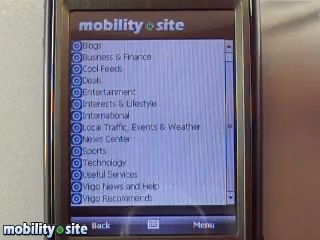 mobility site
Blogs
Business & Finance
Cool Feeds
Deals
Entertainment
Interests & Lifestyle
International
Local Traffic, Events & Weather
News Center
Sports
Technology
Useful Services
Vigo News and Help
Vigo Recommends
Back Menu
mobility site